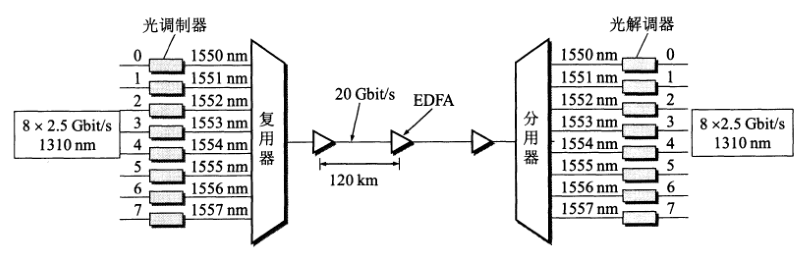 光调制器
光解调器
0 1550 nm
1 1551 nm
2 1552 nm
3 1553 nm
4 1554 nm
5 1555 nm
6 1556 nm
7 1557 nm
8 × 2.5 Gbit/s
1310 nm
复用器
20 Gbit/s
EDFA
120 km
分用器
1550 nm 0
1551 nm 1
1552 nm 2
1553 nm 3
1554 nm 4
1555 nm 5
1556 nm 6
1557 nm 7
8 × 2.5 Gbit/s
1310 nm